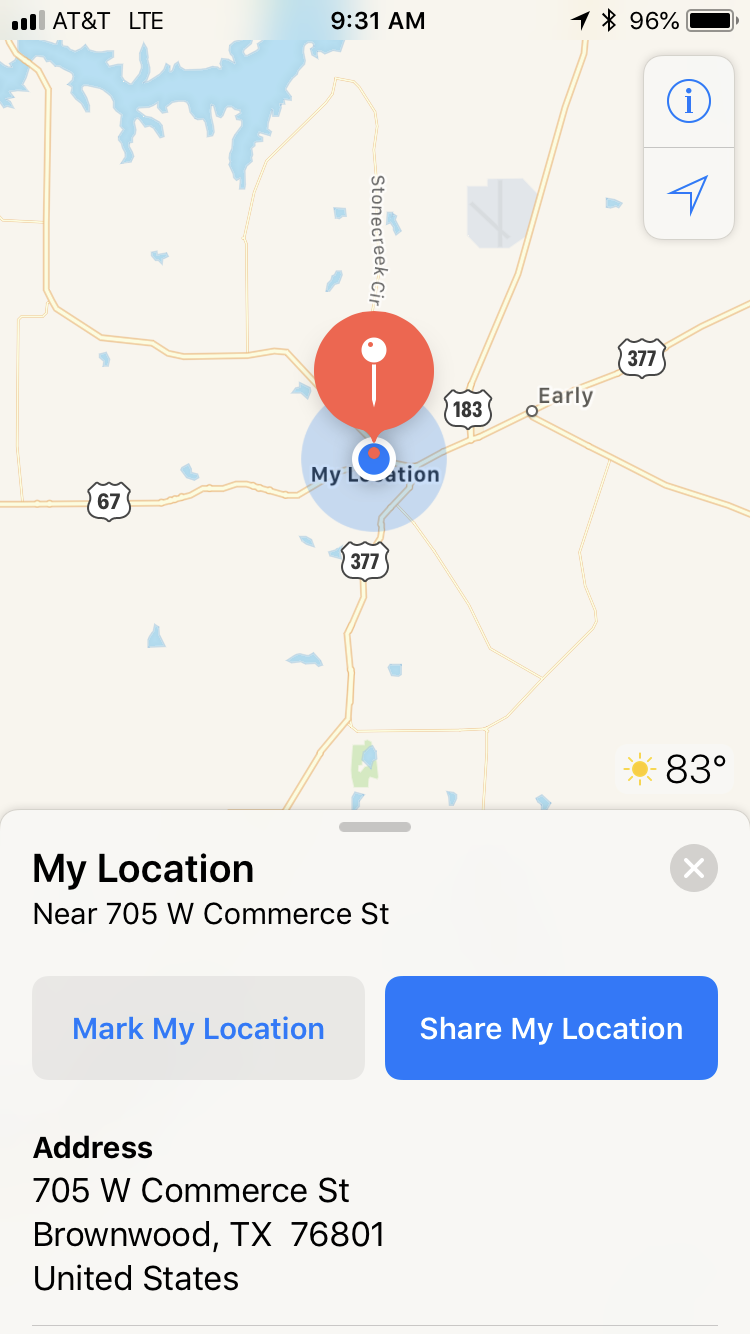 AT&T LTE 9:31 AM 96%
Stonecreek Cir
377
183
Early
My Location
67
377
83°
My Location
Near 705 W Commerce St
Mark My Location
Share My Location
Address
705 W Commerce St
Brownwood, TX 76801
United States